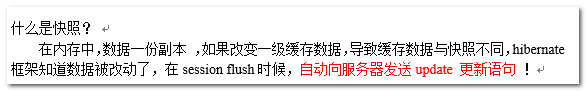 什么是快照？
在内存中，数据一份副本 ，如果改变一级缓存数据，导致缓存数据与快照不同，hibernate
框架知道数据被改动了，在 session flush 时候，自动向服务器发送 update 更新语句 ！